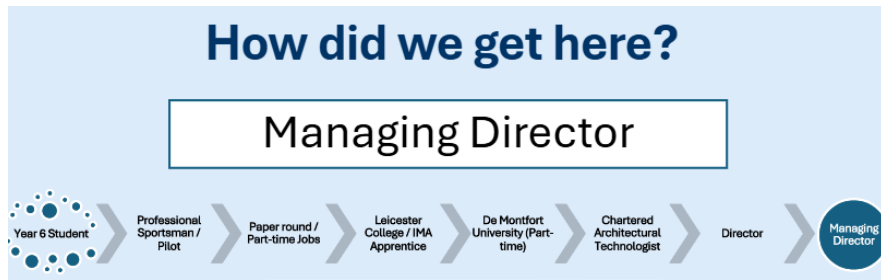 How did we get here?
Managing Director
Year 6 Student
Professional
Sportsman /
Pilot
Paper round /
Part-time Jobs
Leicester
College / IMA
Apprentice
De Montfort
University (Part-
time)
Chartered
Architectural
Technologist
Director
Managing
Director